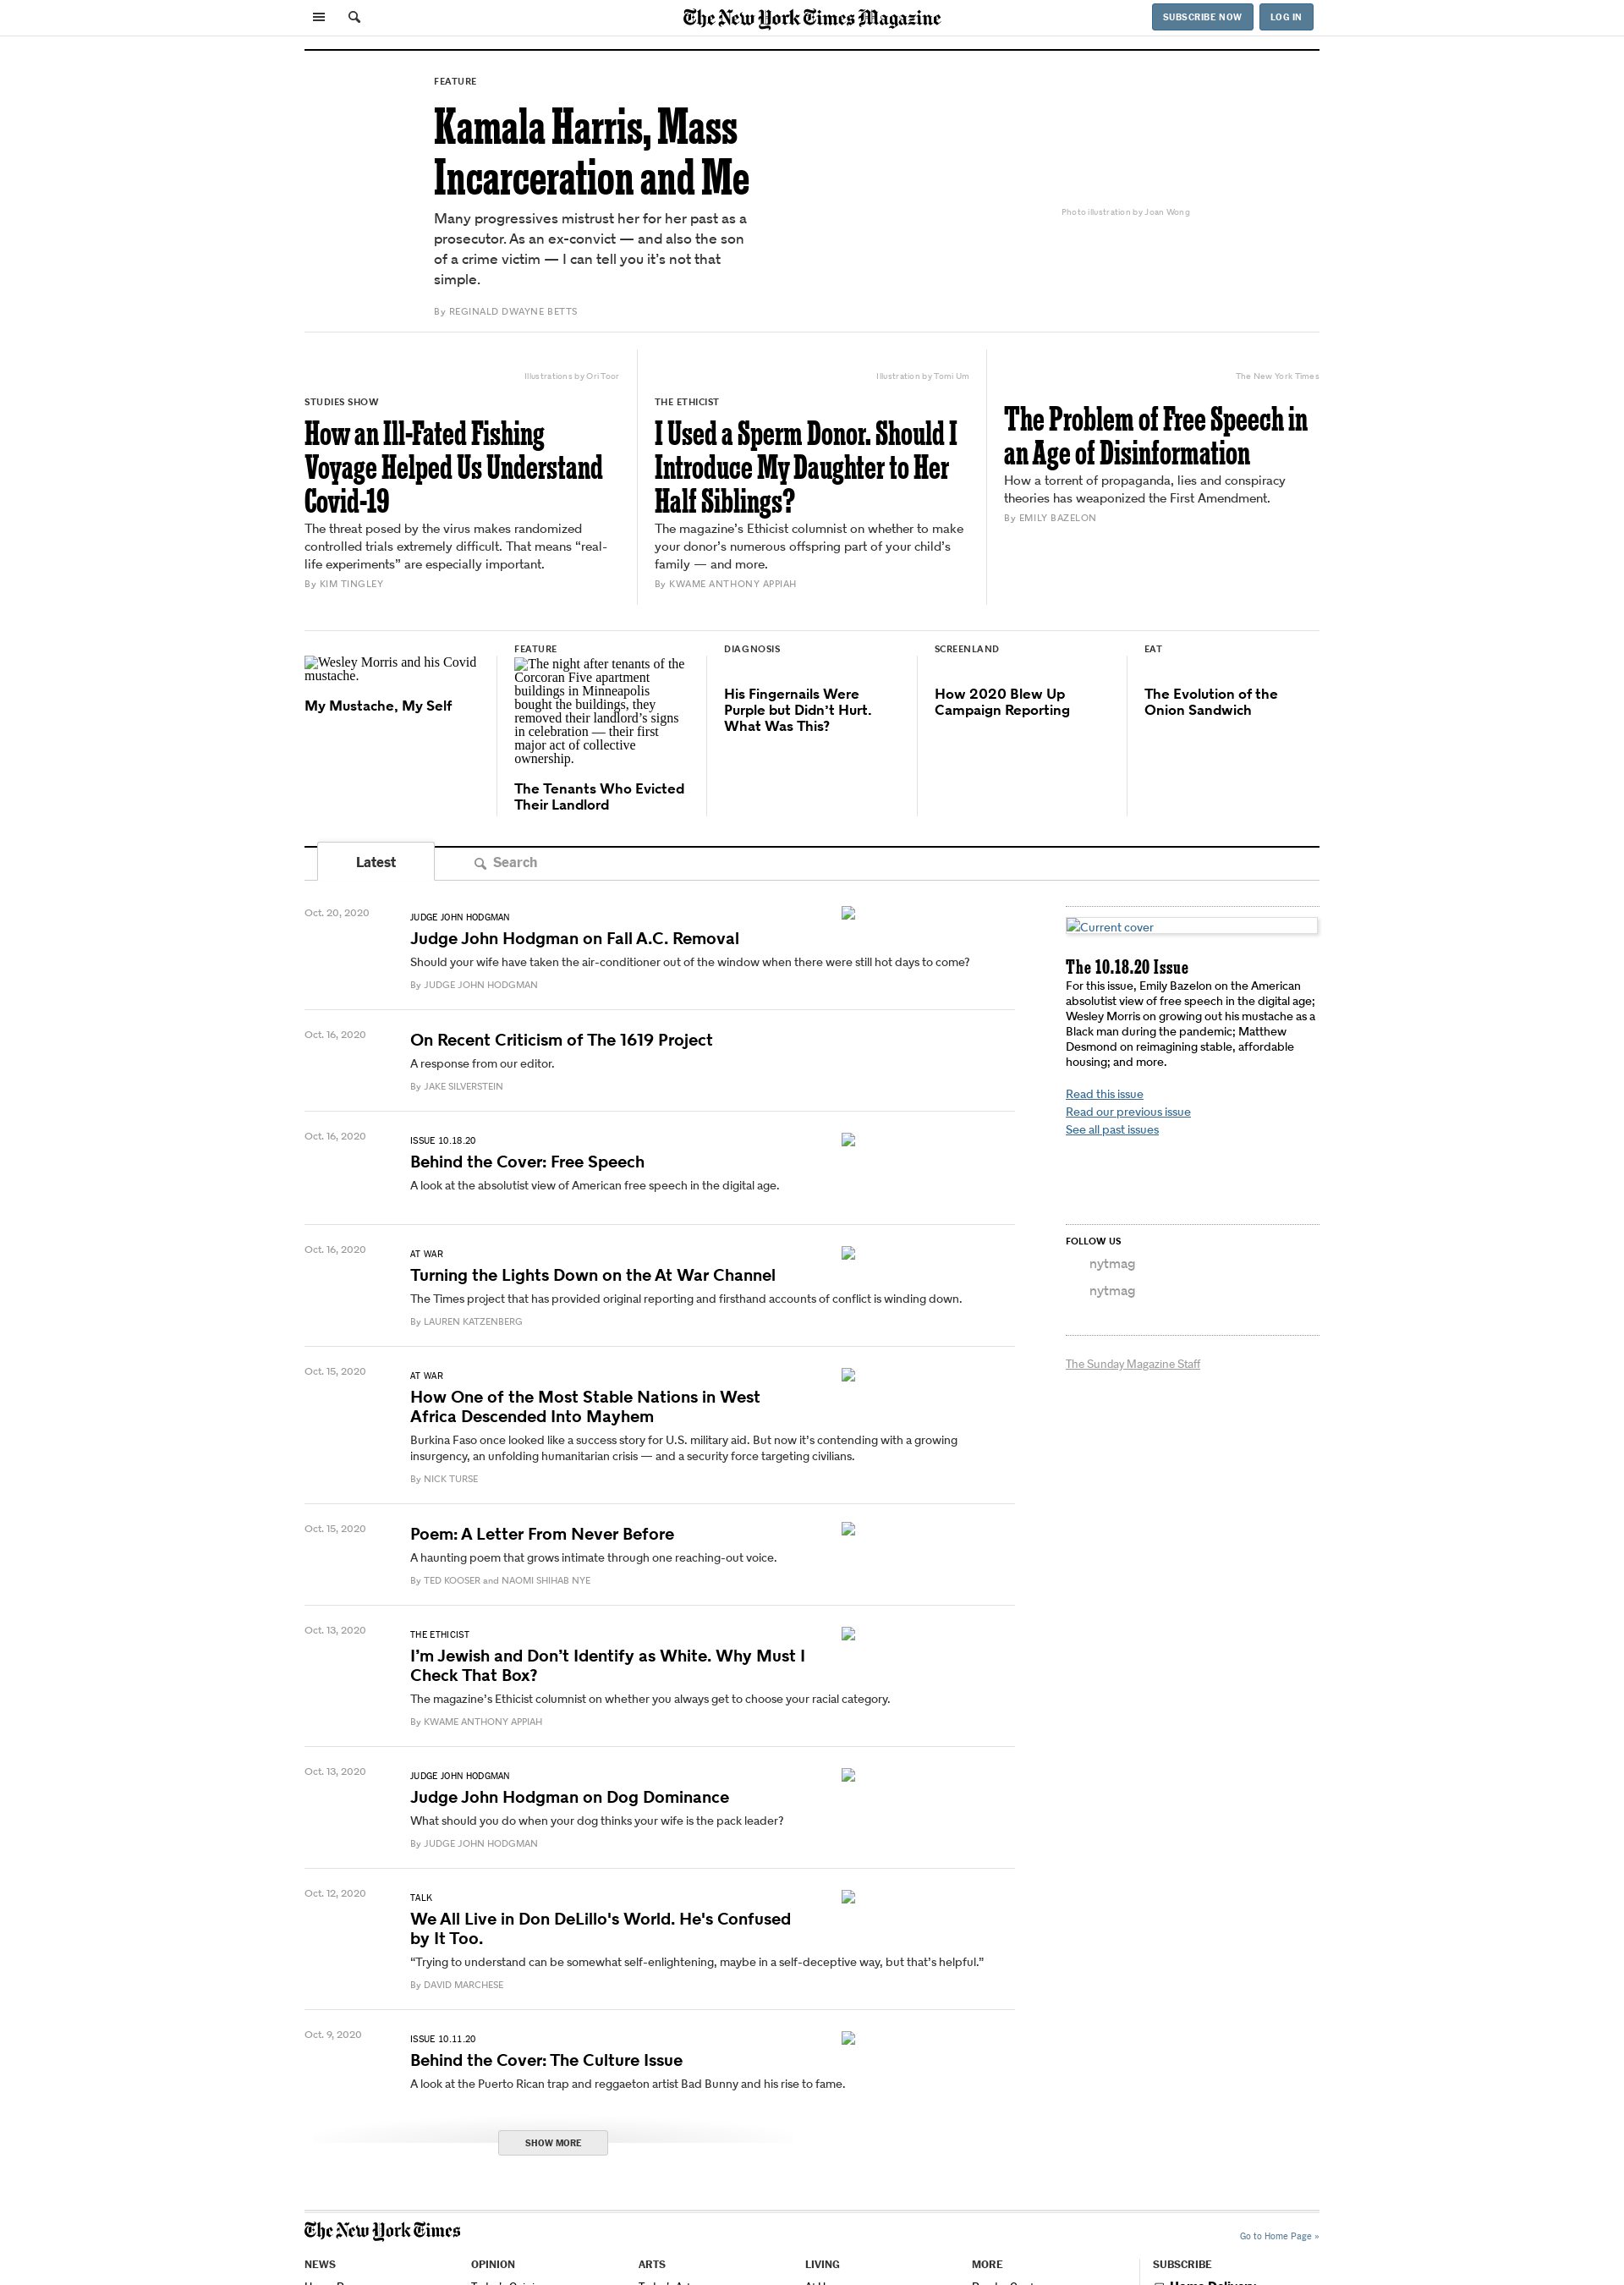 The New York Times Magazine
SUBSCRIBE NOW
LOG IN
FEATURE
Kamala Harris, Mass
Incarceration and Me
Many progressives mistrust her for her past as a
prosecutor. As an ex-convict — and also the son
of a crime victim — I can tell you it’s not that
simple.
By REGINALD DWAYNE BETTS
Photo illustration by Joan Wong
Illustrations by Ori Toor
STUDIES SHOW
How an Ill-Fated Fishing
Voyage Helped Us Understand
Covid-19
The threat posed by the virus makes randomized
controlled trials extremely difficult. That means “real-
life experiments” are especially important.
By KIM TINGLEY
Illustration by Tomi Um
THE ETHICIST
I Used a Sperm Donor. Should I
Introduce My Daughter to Her
Half Siblings?
The magazine’s Ethicist columnist on whether to make
your donor’s numerous offspring part of your child’s
family — and more.
By KWAME ANTHONY APPIAH
The New York Times
The Problem of Free Speech in
an Age of Disinformation
How a torrent of propaganda, lies and conspiracy
theories has weaponized the First Amendment.
By EMILY BAZELON
Wesley Morris and his Covid
mustache.
My Mustache, My Self
FEATURE
The night after tenants of the
Corcoran Five apartment
buildings in Minneapolis
bought the buildings, they
removed their landlord’s signs
in celebration — their first
major act of collective
ownership.
The Tenants Who Evicted
Their Landlord
DIAGNOSIS
His Fingernails Were
Purple but Didn’t Hurt.
What Was This?
SCREENLAND
How 2020 Blew Up
Campaign Reporting
EAT
The Evolution of the
Onion Sandwich
Latest
Search
Oct. 20, 2020
JUDGE JOHN HODGMAN
Judge John Hodgman on Fall A.C. Removal
Should your wife have taken the air-conditioner out of the window when there were still hot days to come?
By JUDGE JOHN HODGMAN
Oct. 16, 2020
On Recent Criticism of The 1619 Project
A response from our editor.
By JAKE SILVERSTEIN
Oct. 16, 2020
ISSUE 10.18.20
Behind the Cover: Free Speech
A look at the absolutist view of American free speech in the digital age.
Oct. 16, 2020
AT WAR
Turning the Lights Down on the At War Channel
The Times project that has provided original reporting and firsthand accounts of conflict is winding down.
By LAUREN KATZENBERG
Oct. 15, 2020
AT WAR
How One of the Most Stable Nations in West
Africa Descended Into Mayhem
Burkina Faso once looked like a success story for U.S. military aid. But now it’s contending with a growing
insurgency, an unfolding humanitarian crisis — and a security force targeting civilians.
By NICK TURSE
Oct. 15, 2020
Poem: A Letter From Never Before
A haunting poem that grows intimate through one reaching-out voice.
By TED KOOSER and NAOMI SHIHAB NYE
Oct. 13, 2020
THE ETHICIST
I’m Jewish and Don’t Identify as White. Why Must I
Check That Box?
The magazine’s Ethicist columnist on whether you always get to choose your racial category.
By KWAME ANTHONY APPIAH
Oct. 13, 2020
JUDGE JOHN HODGMAN
Judge John Hodgman on Dog Dominance
What should you do when your dog thinks your wife is the pack leader?
By JUDGE JOHN HODGMAN
Oct. 12, 2020
TALK
We All Live in Don DeLillo's World. He's Confused
by It Too.
“Trying to understand can be somewhat self-enlightening, maybe in a self-deceptive way, but that’s helpful.”
By DAVID MARCHESE
Oct. 9, 2020
ISSUE 10.11.20
Behind the Cover: The Culture Issue
A look at the Puerto Rican trap and reggaeton artist Bad Bunny and his rise to fame.
SHOW MORE
Current cover
The 10.18.20 Issue
For this issue, Emily Bazelon on the American
absolutist view of free speech in the digital age;
Wesley Morris on growing out his mustache as a
Black man during the pandemic; Matthew
Desmond on reimagining stable, affordable
housing; and more.
Read this issue
Read our previous issue
See all past issues
FOLLOW US
nytmag
nytmag
The Sunday Magazine Staff
The New York Times
Go to Home Page »
NEWS
OPINION
ARTS
LIVING
MORE
SUBSCRIBE
Home Delivery